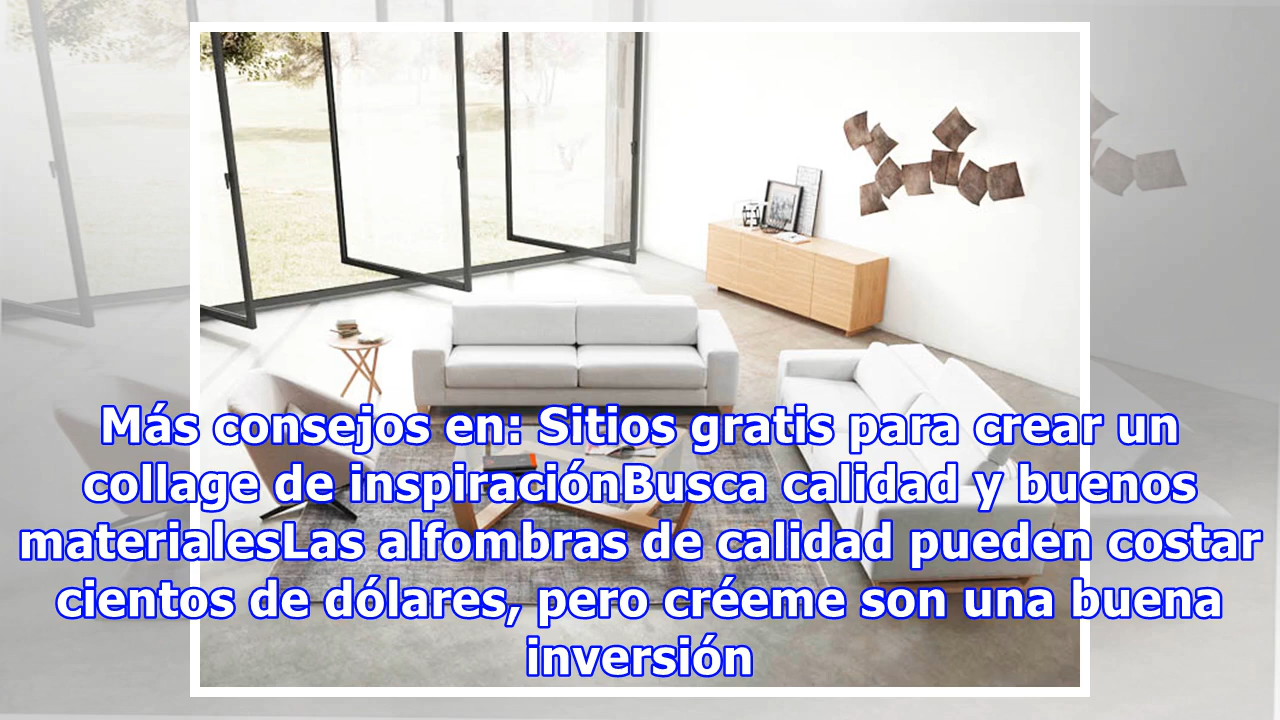 Más consejos en: Sitios gratis para crear un
collage de inspiraciónBusca calidad y buenos
materialesLas alfombras de calidad pueden costar
cientos de dólares, pero créeme son una buena
inversión